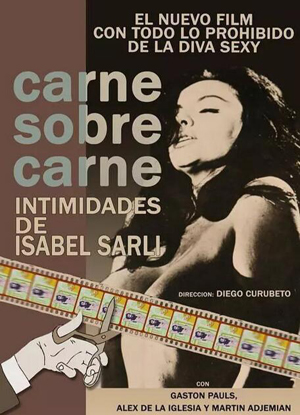 EL NUEVO FILM
CON TODO LO PROHIBIDO
DE LA DIVA SEXY
carne
sobre
carne
INTIMIDADES
DE
ISABEL SARLI
DIRECCION: DIEGO CURUBETO
CON
GASTON PAULS,
ALEX DE LA IGLESIA Y MARTIN ADJEMIAN